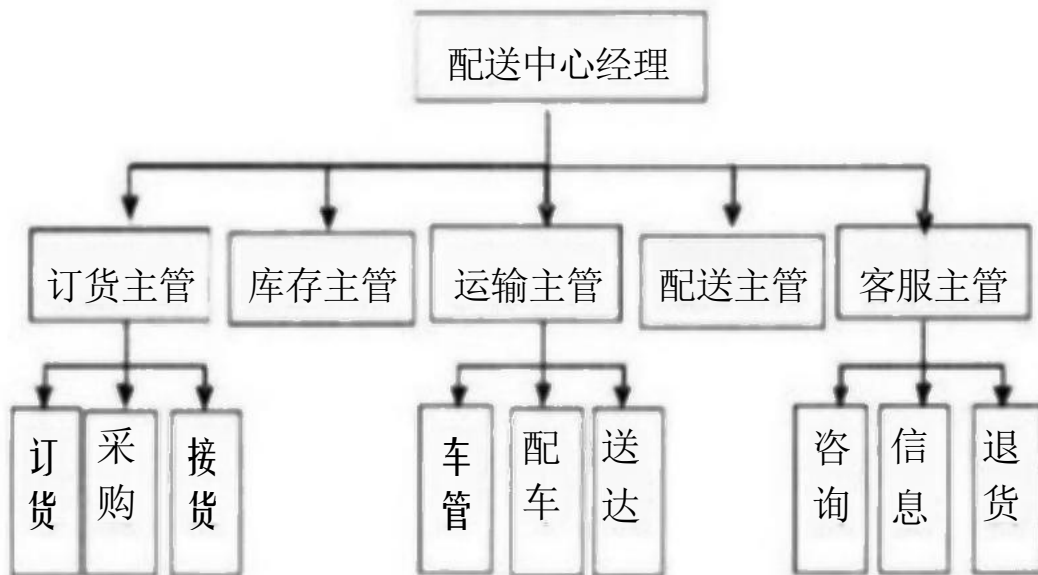 配送中心经理
订货主管
库存主管
运输主管
配送主管
客服主管
订货
采购
接货
车管
配车
送达
咨询
信息
退货